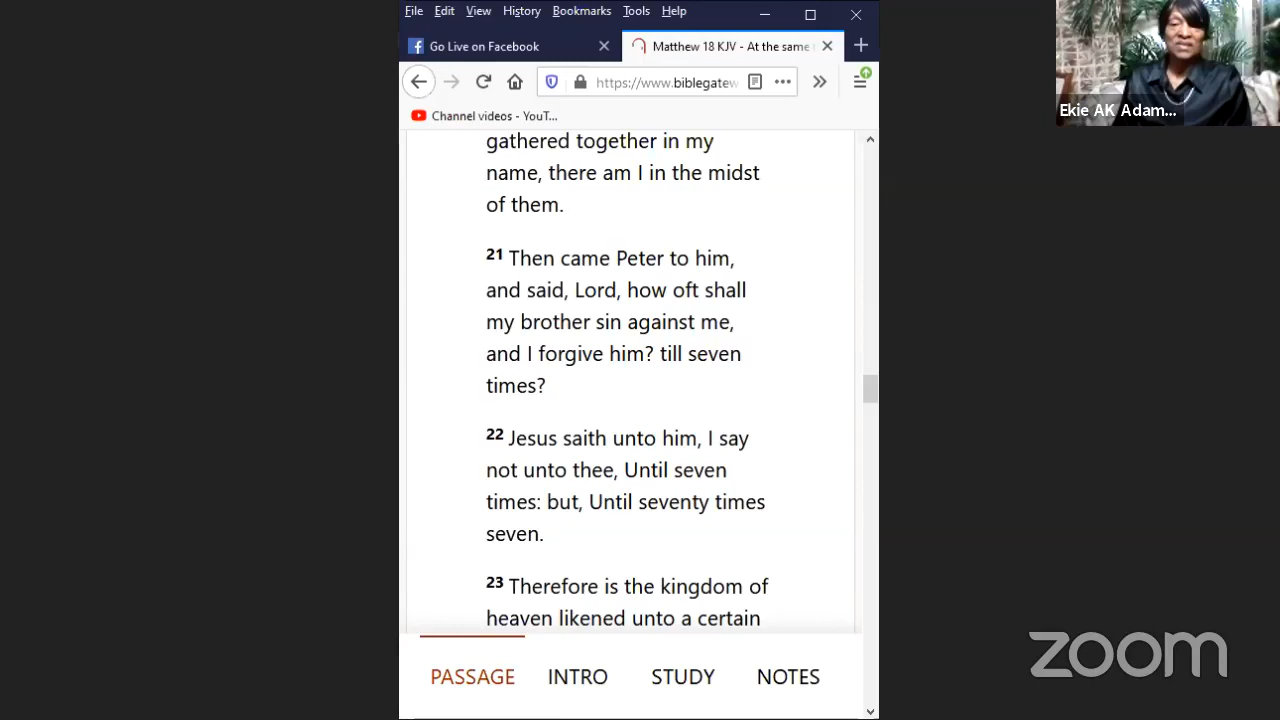 File Edit View History Bookmarks Tools Help
Go Live on Facebook
Matthew 18 KJV - At the same
https://www.biblegatew
Channel videos - YouT...
gathered together in my
name, there am I in the midst
of them.
21 Then came Peter to him,
and said, Lord, how oft shall
my brother sin against me,
and I forgive him? till seven
times?
22 Jesus saith unto him, I say
not unto thee, Until seven
times: but, Until seventy times
seven.
23 Therefore is the kingdom of
heaven likened unto a certain
PASSAGE INTRO STUDY NOTES
Ekie AK Adam...
zoom